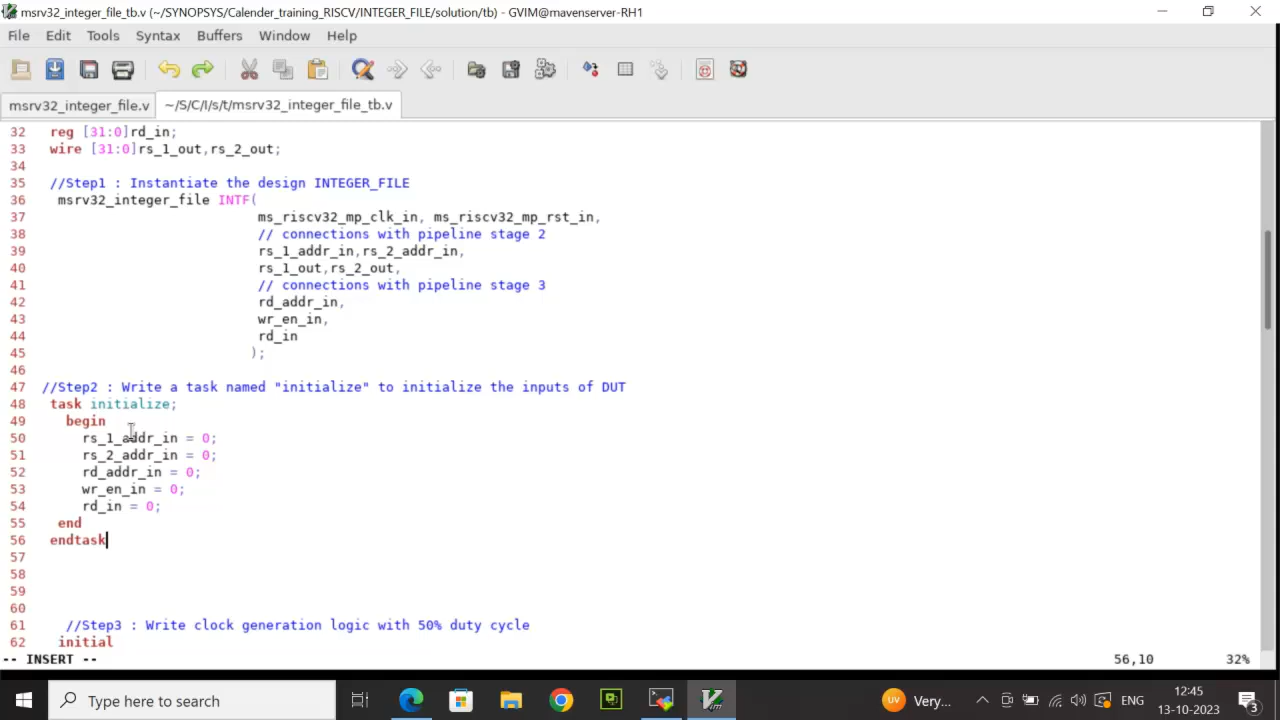 msrv32_integer_file_tb.v (~/SYNOPSYS/Calender_training_RISCV/INTEGER_FILE/solution/tb) - GVIM@mavenserver-RH1
File Edit Tools Syntax Buffers Window Help
msrv32_integer_file.v ~/S/C/I/s/t/msrv32_integer_file_tb.v
32 reg [31:0]rd_in;
33 wire [31:0]rs_1_out,rs_2_out;
34
35 //Step1 : Instantiate the design INTEGER_FILE
36 msrv32_integer_file INTF(
37 ms_riscv32_mp_clk_in, ms_riscv32_mp_rst_in,
38 // connections with pipeline stage 2
39 rs_1_addr_in,rs_2_addr_in,
40 rs_1_out,rs_2_out,
41 // connections with pipeline stage 3
42 rd_addr_in,
43 wr_en_in,
44 rd_in
45 );
46
47 //Step2 : Write a task named "initialize" to initialize the inputs of DUT
48 task initialize;
49 begin
50 rs_1_addr_in = 0;
51 rs_2_addr_in = 0;
52 rd_addr_in = 0;
53 wr_en_in = 0;
54 rd_in = 0;
55 end
56 endtask
57
58
59
60
61 //Step3 : Write clock generation logic with 50% duty cycle
62 initial
-- INSERT -- 56,10 32%
Type here to search UV Very... ENG 12:45
13-10-2023 3